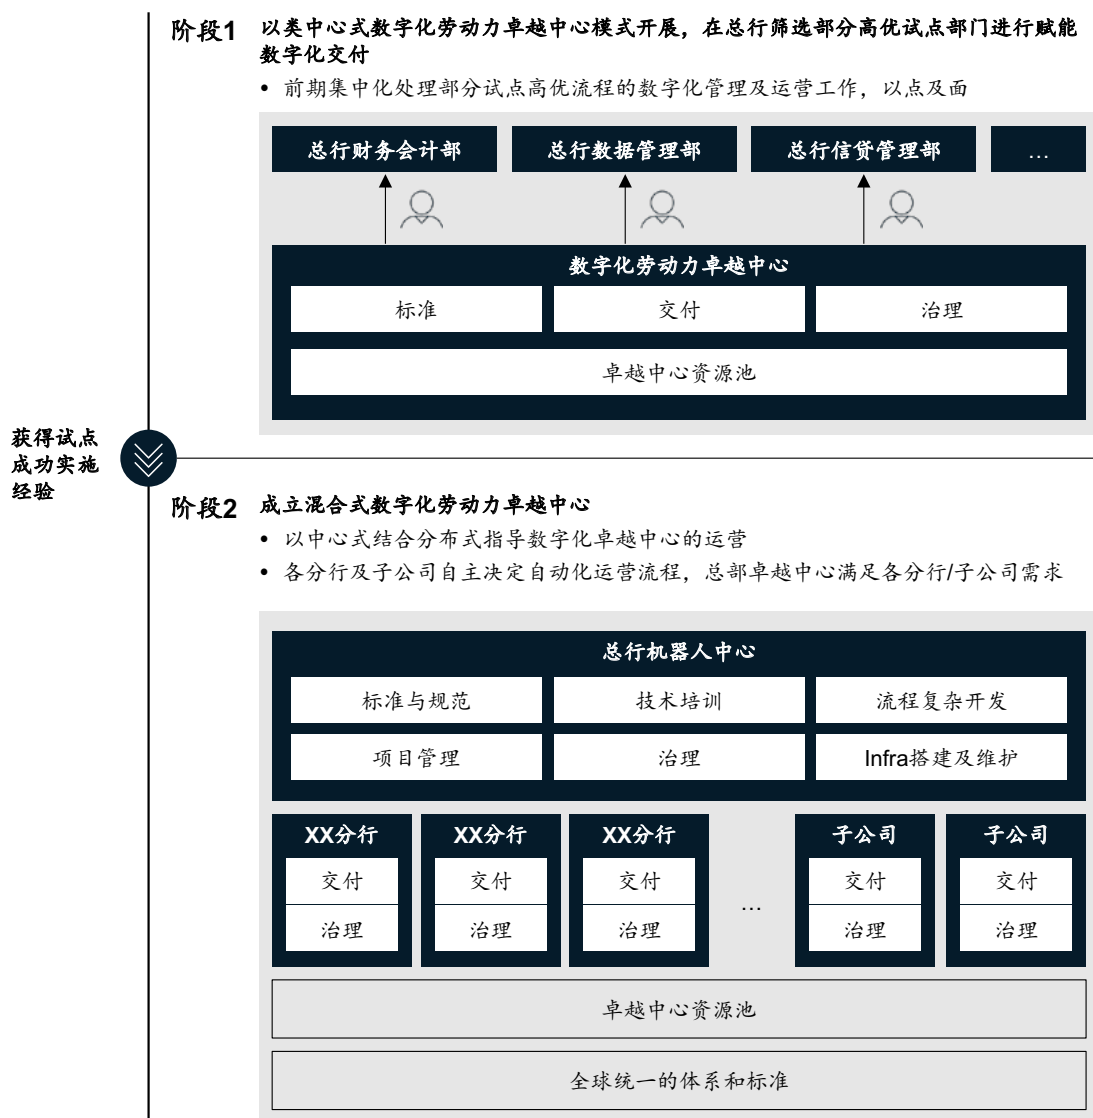 阶段1
以类中心式数字化劳动力卓越中心模式开展，在总行筛选部分高优试点部门进行赋能
数字化交付
• 前期集中化处理部分试点高优流程的数字化管理及运营工作，以点及面
总行财务会计部
总行数据管理部
总行信贷管理部
…
数字化劳动力卓越中心
标准
交付
治理
卓越中心资源池
获得试点
成功实施
经验
阶段2
成立混合式数字化劳动力卓越中心
• 以中心式结合分布式指导数字化卓越中心的运营
• 各分行及子公司自主决定自动化运营流程，总部卓越中心满足各分行/子公司需求
总行机器人中心
标准与规范
技术培训
流程复杂开发
项目管理
治理
Infra搭建及维护
XX分行
交付
治理
XX分行
交付
治理
XX分行
交付
治理
…
子公司
交付
治理
子公司
交付
治理
卓越中心资源池
全球统一的体系和标准